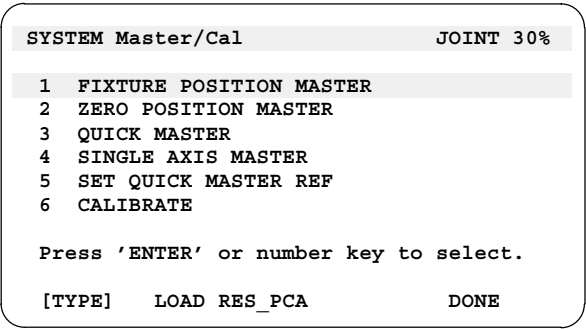 SYSTEM Master/Cal JOINT 30%
1 FIXTURE POSITION MASTER
2 ZERO POSITION MASTER
3 QUICK MASTER
4 SINGLE AXIS MASTER
5 SET QUICK MASTER REF
6 CALIBRATE
Press 'ENTER' or number key to select.
[TYPE] LOAD RES_PCA DONE